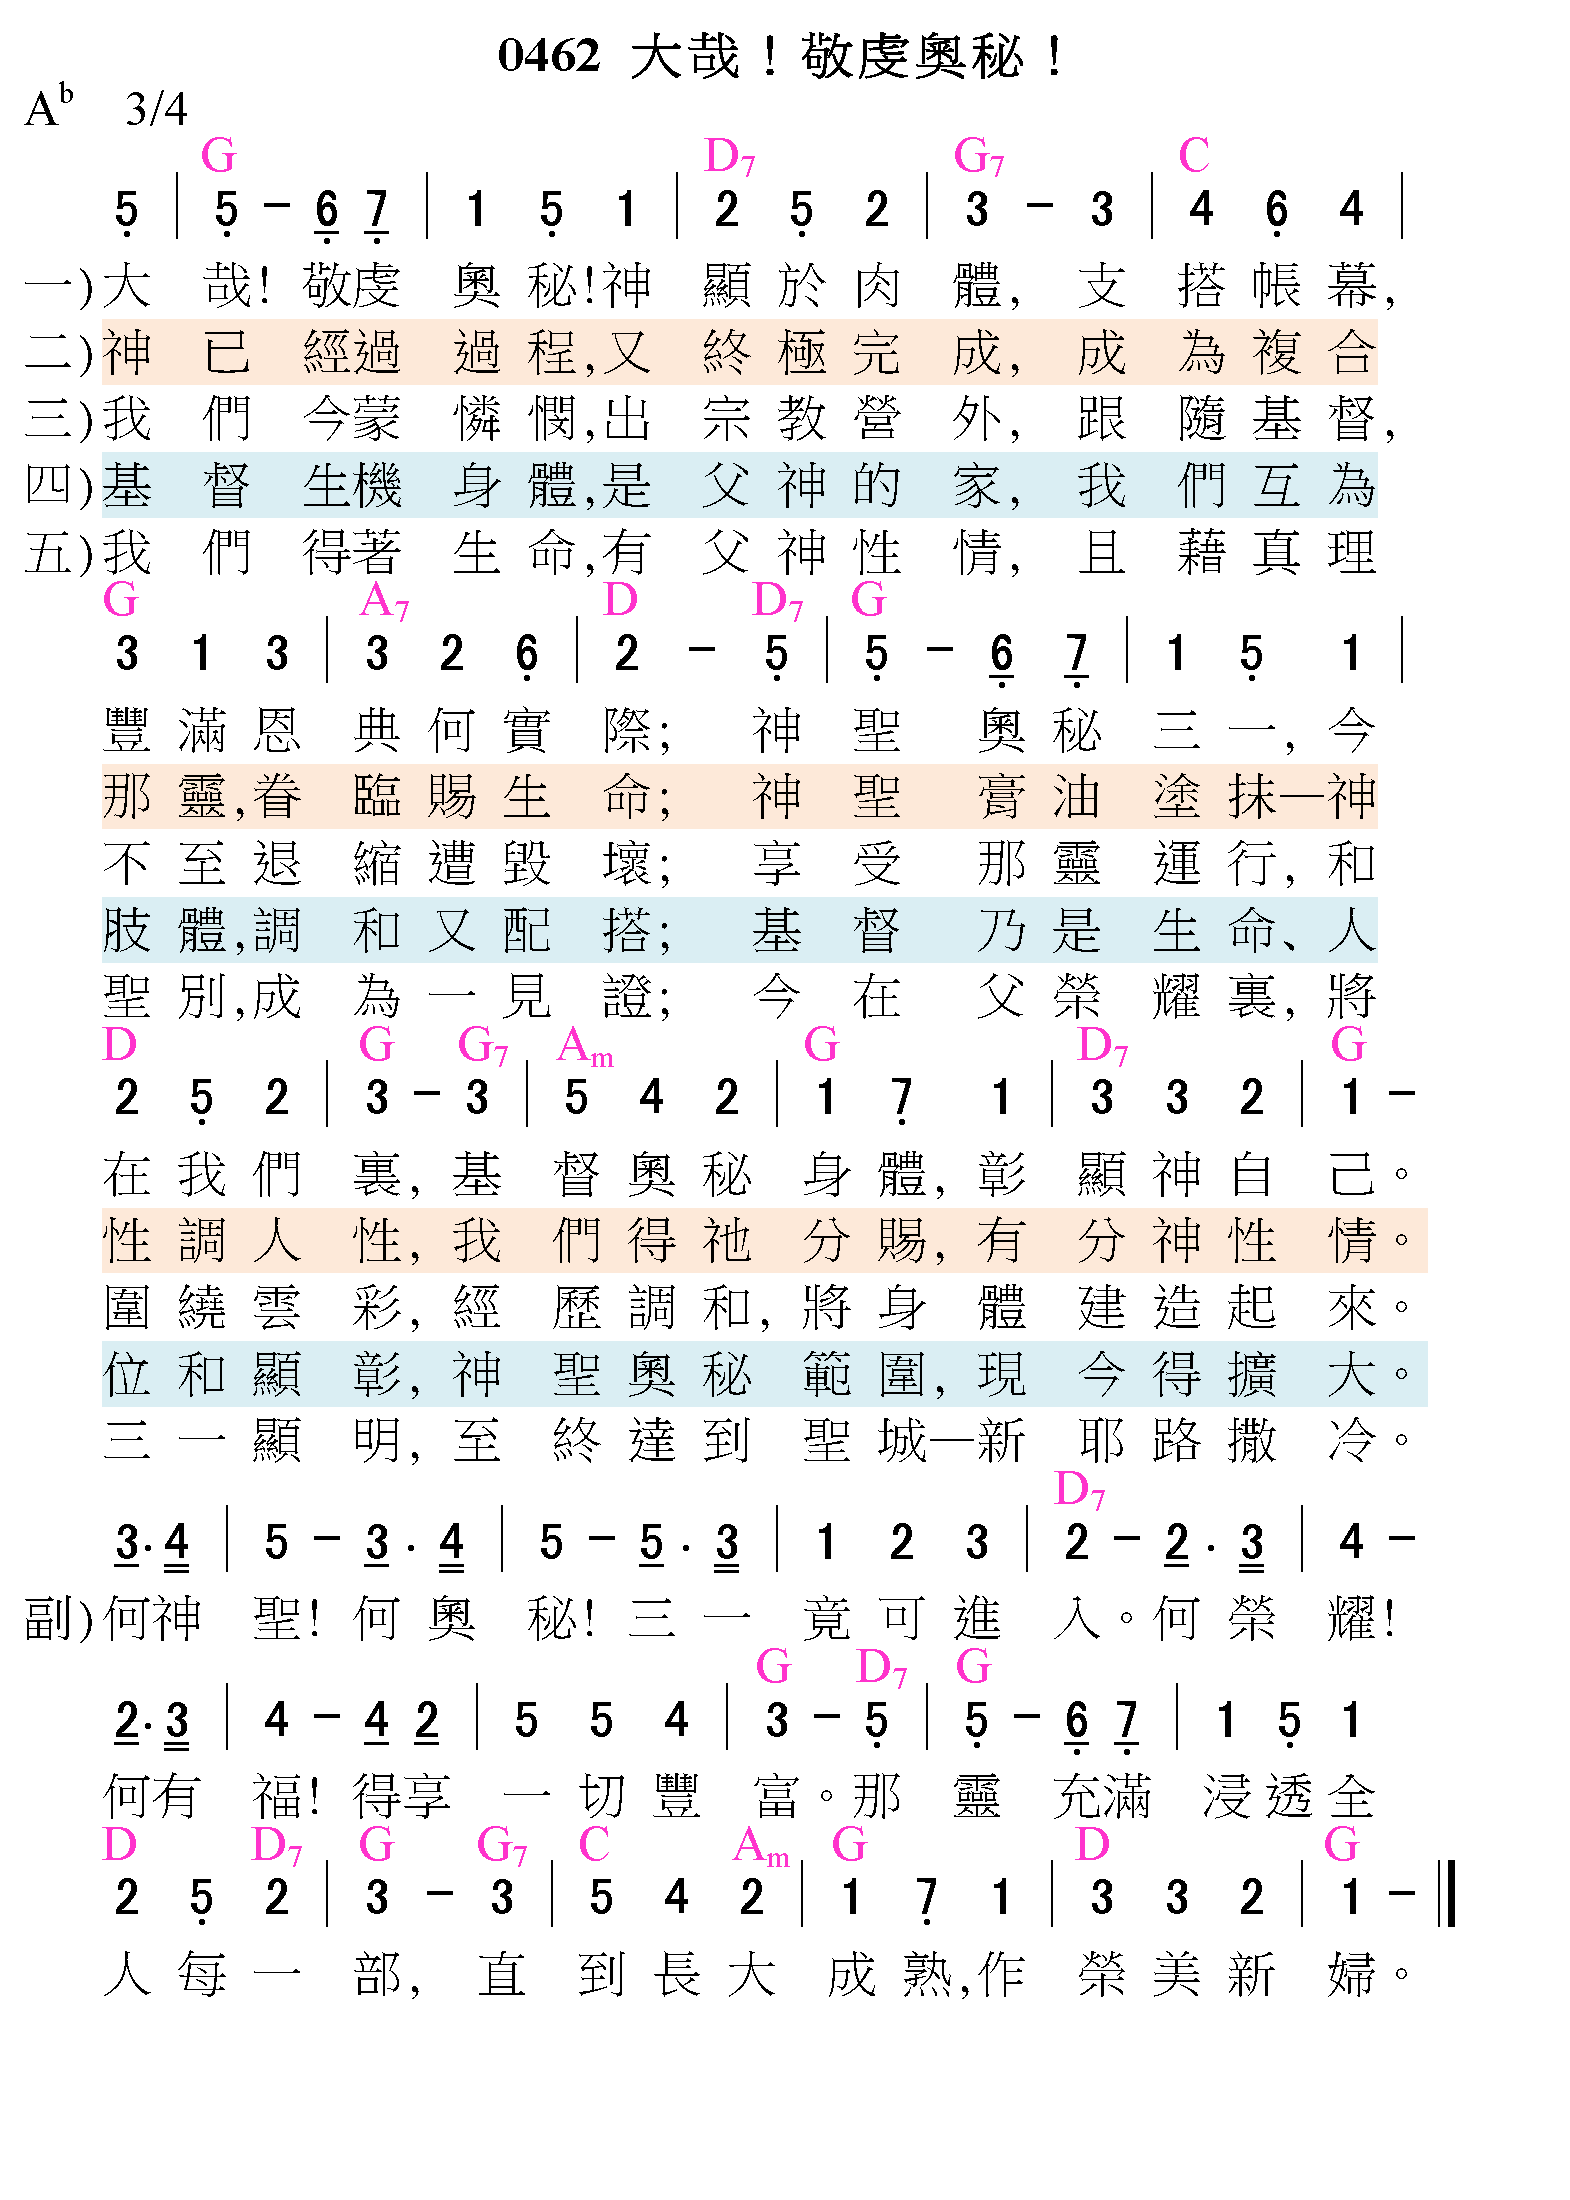 0462 大哉！敬虔奧秘！
A♭ 3/4
G D7 G7 C
5̣ | 5̣ - 6̣ 7̣ | 1 5̣ 1 | 2 5̣ 2 | 3 - 3 | 4 6̣ 4 |
一)大 哉!敬虔 奧 秘!神 顯 於 肉 體, 支 搭 帳 幕,
二)神 已 經過 過 程,又 終 極 完 成, 成 為 複 合
三)我 們 今蒙 憐 憫,出 宗 教 營 外, 跟 隨 基 督,
四)基 督 生機 身 體,是 父 神 的 家, 我 們 互 為
五)我 們 得著 生 命,有 父 神 性 情, 且 藉 真 理
G A7 D D7 G
3 1 3 | 3 2 6̣ | 2 - 5̣ | 5̣ - 6̣ 7̣ | 1 5̣ 1 |
豐 滿 恩 典 何 實 際; 神 聖 奧 秘 三 一, 今
那 靈,眷 臨 賜 生 命; 神 聖 膏 油 塗 抹—神
不 至 退 縮 遭 毀 壞; 享 受 那 靈 運 行, 和
肢 體,調 和 又 配 搭; 基 督 乃 是 生 命、人
聖 別,成 為 一 見 證; 今 在 父 榮 耀 裏, 將
D G G7 Am G D7 G
2 5̣ 2 | 3 - 3 | 5 4 2 | 1 7̣ 1 | 3 3 2 | 1 -
在 我 們 裏, 基 督 奧 秘 身 體, 彰 顯 神 自 己。
性 調 人 性, 我 們 得 祂 分 賜, 有 分 神 性 情。
圍 繞 雲 彩, 經 歷 調 和, 將 身 體 建 造 起 來。
位 和 顯 彰, 神 聖 奧 秘 範 圍, 現 今 得 擴 大。
三 一 顯 明, 至 終 達 到 聖 城—新 耶 路 撒 冷。
D7
3. 4 | 5 - 3 . 4 | 5 - 5 . 3 | 1 2 3 | 2 - 2 . 3 | 4 -
副)何神 聖! 何 奧 秘! 三 一 竟 可 進 入。何 榮 耀!
G D7 G
2. 3 | 4 - 4 2 | 5 5 4 | 3 - 5̣ | 5̣ - 6̣ 7̣ | 1 5̣ 1
何有 福! 得享 一 切 豐 富。那 靈 充滿 浸 透 全
D D7 G G7 C Am G D G
2 5̣ 2 | 3 - 3 | 5 4 2 | 1 7̣ 1 | 3 3 2 | 1 - ‖
人 每 一 部, 直 到 長 大 成 熟,作 榮 美 新 婦。